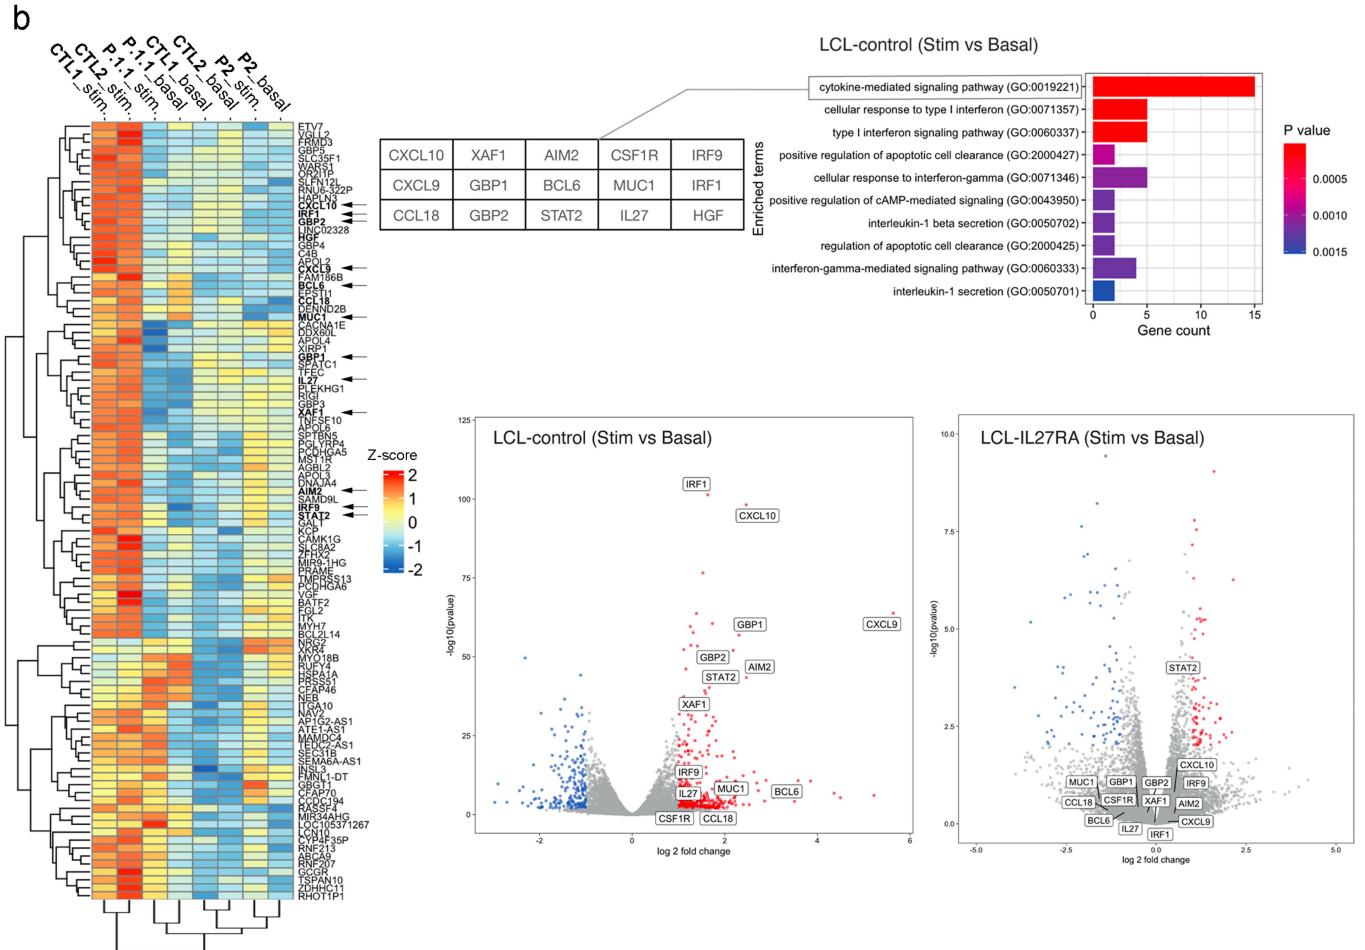 b
CTL1_stim.
CTL2_stim.
P.1.1_stim.
P.1.1_basal
CTL1_basal
CTL2_basal
P2_stim.
P2_basal
ETV7
VGLL2
FRMD3
GBP5
SLC35F1
WARS1
OR2I1P
SLFN12L
RNU6-322P
HAPLN3
CXCL10
IRF1
GBP2
LINC02328
HGF
GBP4
C4B
APOL2
CXCL9
FAM186B
BCL6
EPSTI1
CCL18
DENND2B
MUC1
CACNA1E
DDX60L
APOL4
XIRP1
GBP1
SPATC1
TFEC
IL27
PLEKHG1
RIGI
GBP3
XAF1
TNFSF10
APOL6
SPTBN5
PGLYRP4
PCDHGA5
MST1R
AGBL2
APOL3
DNAJA4
AIM2
SAMD9L
IRF9
STAT2
GALT
KCP
CAMK1G
SLC8A2
ZFHX2
MIR9-1HG
PRAME
TMPRSS13
PCDHGA6
VGF
BATF2
FGL2
ITK
MYH7
BCL2L14
NRG2
XKR4
MYO18B
RUFY4
HSPA1A
PRSS51
CFAP46
NEB
ITGA10
NAV2
AP1G2-AS1
ATE1-AS1
MAMDC4
TEDC2-AS1
SEC31B
SEMA6A-AS1
INSL3
FMNL1-DT
GBGT1
CFAP70
CCDC194
RASSF4
MIR34AHG
LOC105371267
LCN10
CYP4F35P
RNF213
ABCA9
RNF207
GCGR
TSPAN10
ZDHHC11
RHOT1P1
Z-score
2
1
0
-1
-2
CXCL10 XAF1 AIM2 CSF1R IRF9
CXCL9 GBP1 BCL6 MUC1 IRF1
CCL18 GBP2 STAT2 IL27 HGF
Enriched terms
LCL-control (Stim vs Basal)
cytokine-mediated signaling pathway (GO:0019221)
cellular response to type I interferon (GO:0071357)
type I interferon signaling pathway (GO:0060337)
positive regulation of apoptotic cell clearance (GO:2000427)
cellular response to interferon-gamma (GO:0071346)
positive regulation of cAMP-mediated signaling (GO:0043950)
interleukin-1 beta secretion (GO:0050702)
regulation of apoptotic cell clearance (GO:2000425)
interferon-gamma-mediated signaling pathway (GO:0060333)
interleukin-1 secretion (GO:0050701)
0 5 10 15
Gene count
P value
0.0005
0.0010
0.0015
LCL-control (Stim vs Basal)
125
100
75
50
25
0
-log10(pvalue)
IRF1
CXCL10
CXCL9
GBP1
GBP2
AIM2
STAT2
XAF1
IRF9
IL27
MUC1
BCL6
CSF1R
CCL18
-2 0 2 4 6
log 2 fold change
LCL-IL27RA (Stim vs Basal)
10.0
7.5
5.0
2.5
0.0
-log10(pvalue)
STAT2
CXCL10
MUC1
GBP1
GBP2
IRF9
CCL18
CSF1R
XAF1
AIM2
BCL6
IL27
IRF1
CXCL9
-5.0 -2.5 0.0 2.5 5.0
log 2 fold change